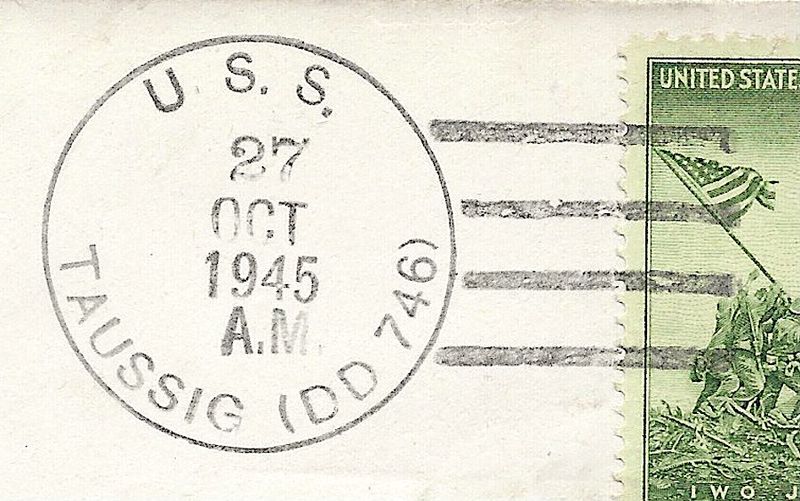 U. S. S.
27
OCT
1945
A.M.
TAUSSIG (DD 746)
UNITED STATE
IWO J